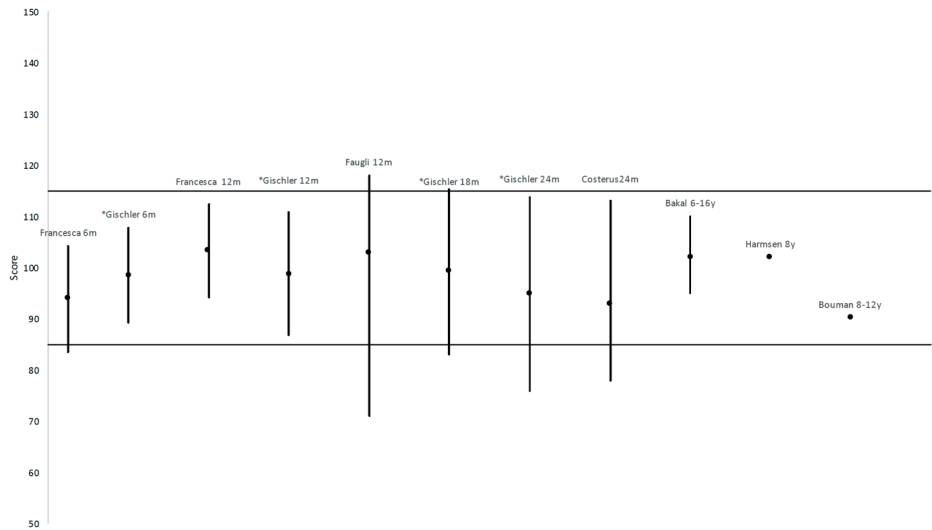 150
140
130
120
110
100
90
80
70
60
50
Score
Francesca 6m
*Gischler 6m
Francesca 12m
*Gischler 12m
Faugli 12m
*Gischler 18m
*Gischler 24m
Costerus24m
Bakal 6-16y
Harmsen 8y
Bouman 8-12y